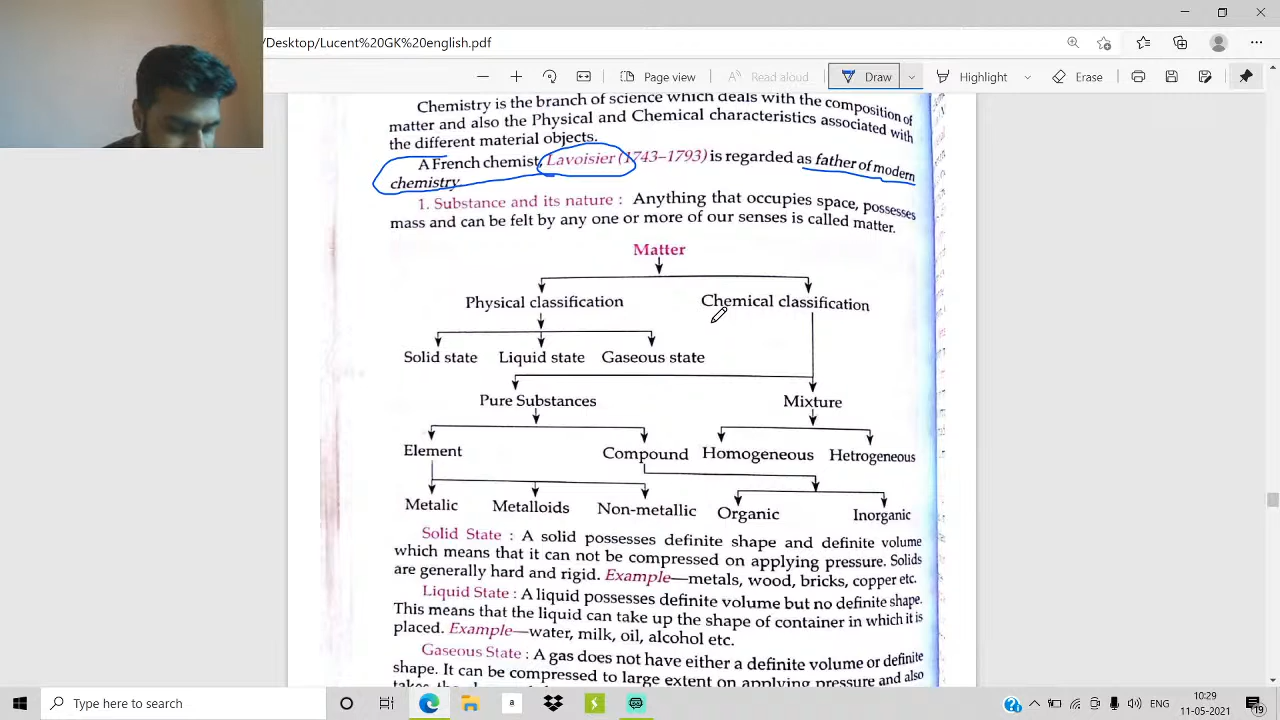 /Desktop/Lucent%20GK%20english.pdf
Page view
Read aloud
Draw
Highlight
Erase
Chemistry is the branch of science which deals with the composition of
matter and also the Physical and Chemical characteristics associated with
the different material objects.
A French chemist, Lavoisier (1743–1793) is regarded as father of modern
chemistry
1. Substance and its nature : Anything that occupies space, possesses
mass and can be felt by any one or more of our senses is called matter.
Matter
Physical classification
Chemical classification
Solid state
Liquid state
Gaseous state
Pure Substances
Mixture
Element
Compound
Homogeneous
Hetrogeneous
Metalic
Metalloids
Non-metallic
Organic
Inorganic
Solid State : A solid possesses definite shape and definite volume
which means that it can not be compressed on applying pressure. Solids
are generally hard and rigid. Example—metals, wood, bricks, copper etc.
Liquid State : A liquid possesses definite volume but no definite shape.
This means that the liquid can take up the shape of container in which it is
placed. Example—water, milk, oil, alcohol etc.
Gaseous State : A gas does not have either a definite volume or definite
shape. It can be compressed to large extent on applying pressure and also
Type here to search
10:29
ENG
11-05-2021
19